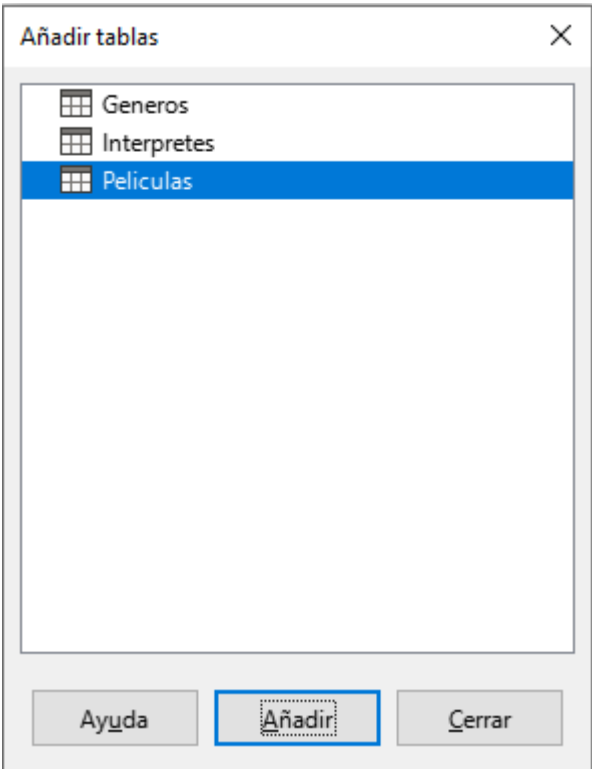 Añadir tablas
Generos
Interpretes
Peliculas
Ayuda Añadir Cerrar